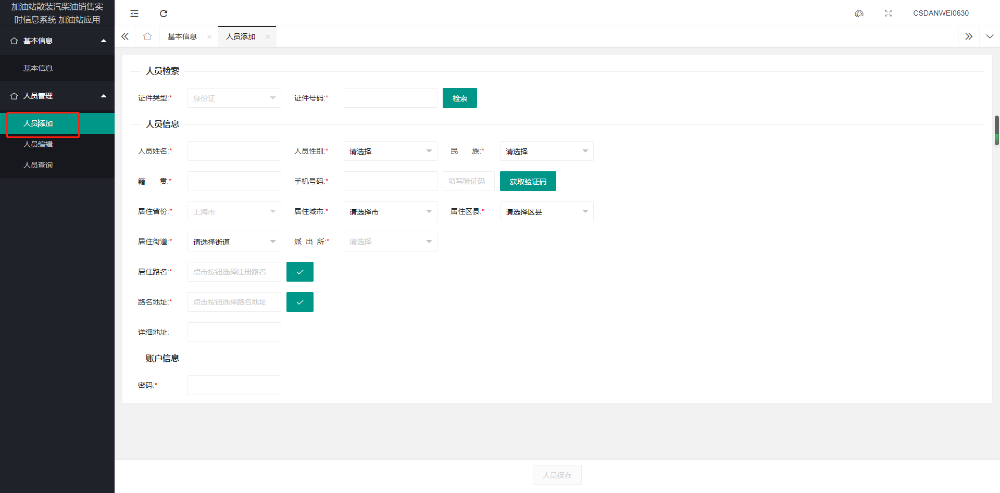 加油站散装汽柴油销售实
时信息系统 加油站应用
CSDANWEI0630
基本信息
人员添加
基本信息
基本信息
人员管理
人员添加
人员编辑
人员查询
人员检索
证件类型:* 身份证 证件号码:* 检索
人员信息
人员姓名:* 人员性别:* 请选择 民 族:* 请选择
籍 贯:* 手机号码:* 填写验证码 获取验证码
居住省份:* 上海市 居住城市:* 请选择市 居住区县:* 请选择区县
居住街道:* 请选择街道 派 出 所:* 请选择
居住路名:* 点击按钮选择注册路名
路名地址:* 点击按钮选择路名地址
详细地址:
账户信息
密码:*
人员保存